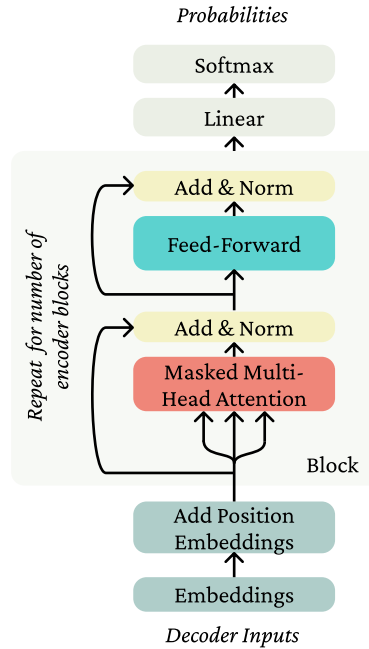 Probabilities
Softmax
Linear
Add & Norm
Feed-Forward
Repeat for number of
encoder blocks
Add & Norm
Masked Multi-
Head Attention
Block
Add Position
Embeddings
Embeddings
Decoder Inputs